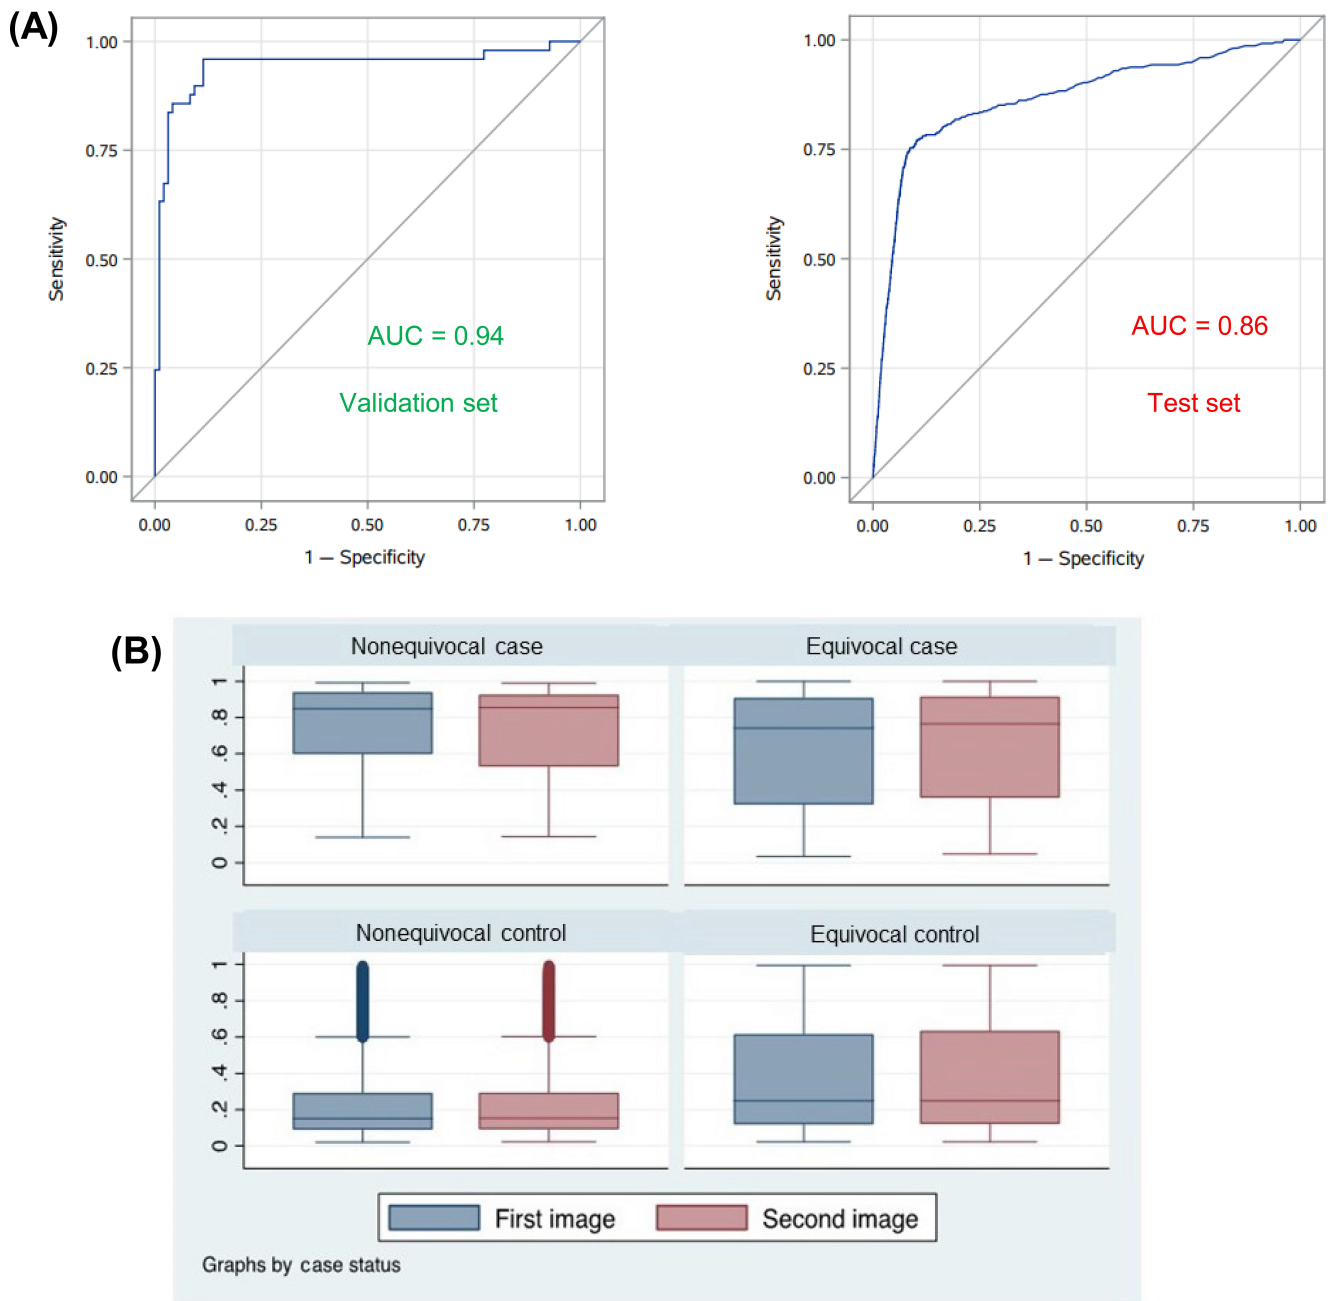 (A)
1.00
0.75
0.50
0.25
0.00
Sensitivity
AUC = 0.94
Validation set
0.00 0.25 0.50 0.75 1.00
1 — Specificity
1.00
0.75
0.50
0.25
0.00
Sensitivity
AUC = 0.86
Test set
0.00 0.25 0.50 0.75 1.00
1 — Specificity
(B)
Nonequivocal case
Equivocal case
1
.8
.6
.4
.2
0
Nonequivocal control
Equivocal control
1
.8
.6
.4
.2
0
First image
Second image
Graphs by case status